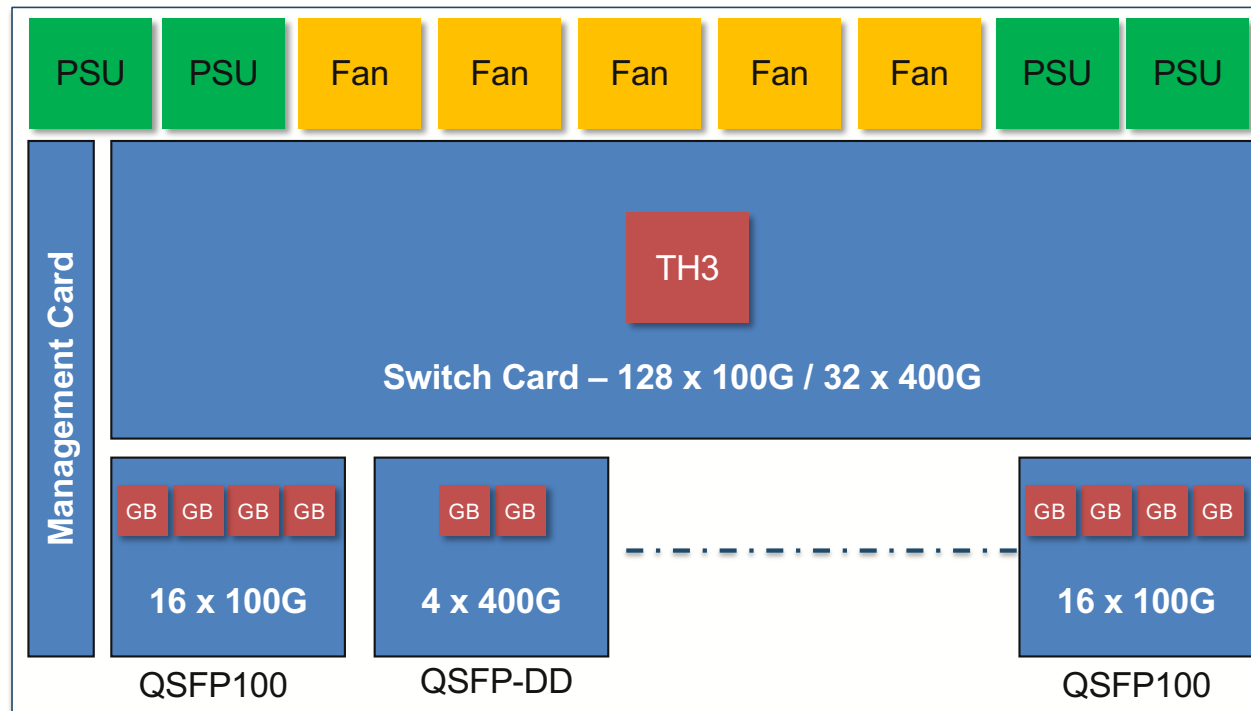 PSU PSU Fan Fan Fan Fan Fan PSU PSU
Management Card
TH3
Switch Card – 128 x 100G / 32 x 400G
GB GB GB GB
16 x 100G
QSFP100
GB GB
4 x 400G
QSFP-DD
GB GB GB GB
16 x 100G
QSFP100